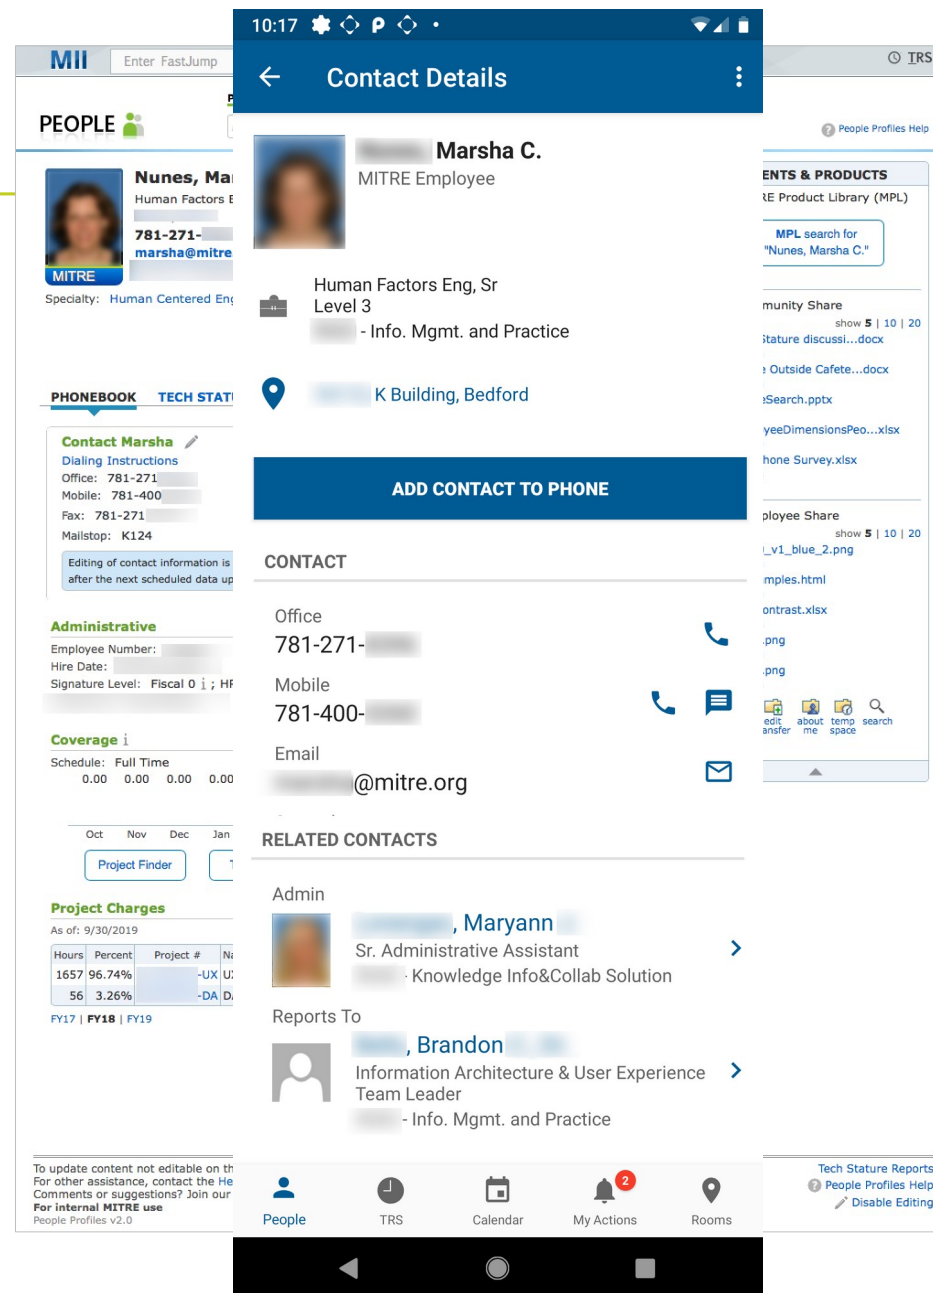 10:17
Contact Details
Marsha C.
MITRE Employee
Human Factors Eng, Sr
Level 3
- Info. Mgmt. and Practice
K Building, Bedford
ADD CONTACT TO PHONE
CONTACT
Office
781-271-
Mobile
781-400-
Email
@mitre.org
RELATED CONTACTS
Admin
, Maryann
Sr. Administrative Assistant
- Knowledge Info&Collab Solution
Reports To
, Brandon
Information Architecture & User Experience
Team Leader
- Info. Mgmt. and Practice
People
TRS
Calendar
2
My Actions
Rooms
MII
Enter FastJump
PEOPLE
Nunes, Ma
Human Factors E
781-271-
marsha@mitre
MITRE
Specialty: Human Centered Eng
PHONEBOOK TECH STAT
Contact Marsha
Dialing Instructions
Office: 781-271
Mobile: 781-400
Fax: 781-271
Mailstop: K124
Editing of contact information is
after the next scheduled data up
Administrative
Employee Number:
Hire Date:
Signature Level: Fiscal 0 i ; HR
Coverage i
Schedule: Full Time
0.00 0.00 0.00 0.00
Oct Nov Dec Jan
Project Finder
Project Charges
As of: 9/30/2019
Hours Percent Project # Na
1657 96.74% -UX UX
56 3.26% -DA DA
FY17 | FY18 | FY19
To update content not editable on th
For other assistance, contact the He
Comments or suggestions? Join our
For internal MITRE use
People Profiles v2.0
TRS
People Profiles Help
ENTS & PRODUCTS
RE Product Library (MPL)
MPL search for
"Nunes, Marsha C."
munity Share
show 5 | 10 | 20
Stature discussi...docx
e Outside Cafete...docx
eSearch.pptx
yeeDimensionsPeo...xlsx
hone Survey.xlsx
ployee Share
show 5 | 10 | 20
_v1_blue_2.png
mples.html
ontrast.xlsx
.png
.png
edit about temp search
ansfer me space
Tech Stature Reports
People Profiles Help
Disable Editing